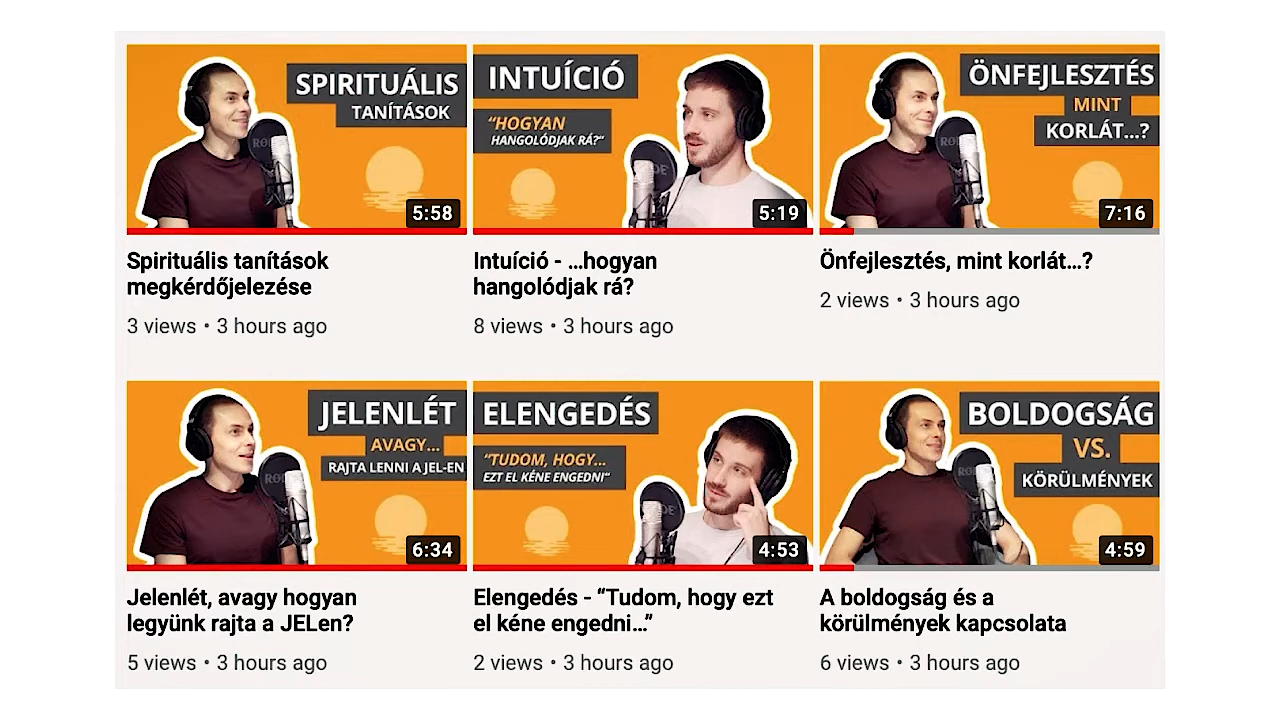 SPIRITUÁLIS
TANÍTÁSOK
5:58
Spirituális tanítások
megkérdőjelezése
3 views • 3 hours ago
INTUÍCIÓ
“HOGYAN
HANGOLÓDJAK RÁ?”
5:19
Intuíció - ...hogyan
hangolódjak rá?
8 views • 3 hours ago
ÖNFEJLESZTÉS
MINT
KORLÁT...?
7:16
Önfejlesztés, mint korlát...?
2 views • 3 hours ago
JELENLÉT
AVAGY...
RAJTA LENNI A JEL-EN
6:34
Jelenlét, avagy hogyan
legyünk rajta a JELen?
5 views • 3 hours ago
ELENGEDÉS
“TUDOM, HOGY...
EZT EL KÉNE ENGEDNI”
4:53
Elengedés - “Tudom, hogy ezt
el kéne engedni...”
2 views • 3 hours ago
BOLDOGSÁG
VS.
KÖRÜLMÉNYEK
4:59
A boldogság és a
körülmények kapcsolata
6 views • 3 hours ago